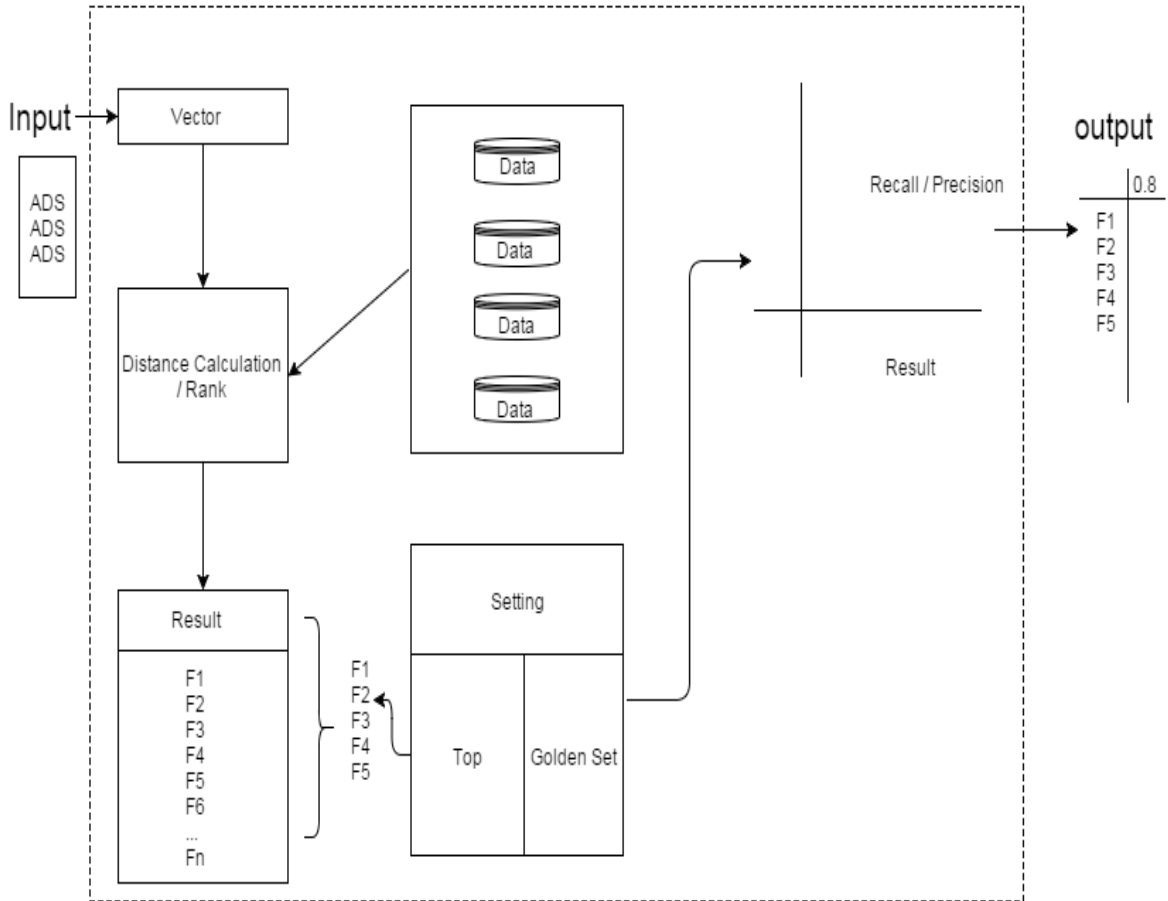 Input
ADS
ADS
ADS
Vector
Distance Calculation
/ Rank
Result
F1
F2
F3
F4
F5
F6
...
Fn
Data
Data
Data
Data
F1
F2
F3
F4
F5
Setting
Top
Golden Set
Recall / Precision
Result
output
0.8
F1
F2
F3
F4
F5